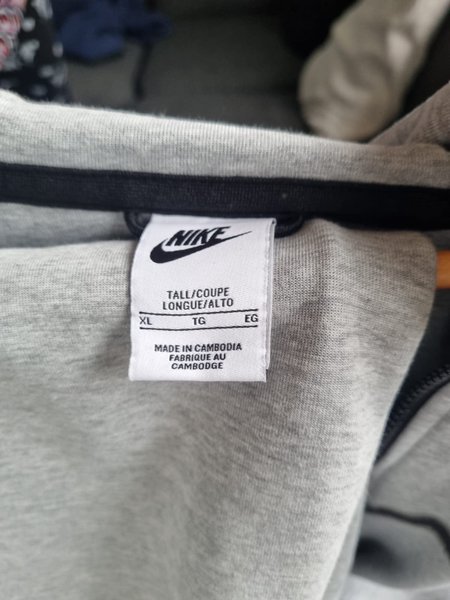 NIKE
TALL/COUPE
LONGUE/ALTO
XL TG EG
MADE IN CAMBODIA
FABRIQUE AU
CAMBODGE